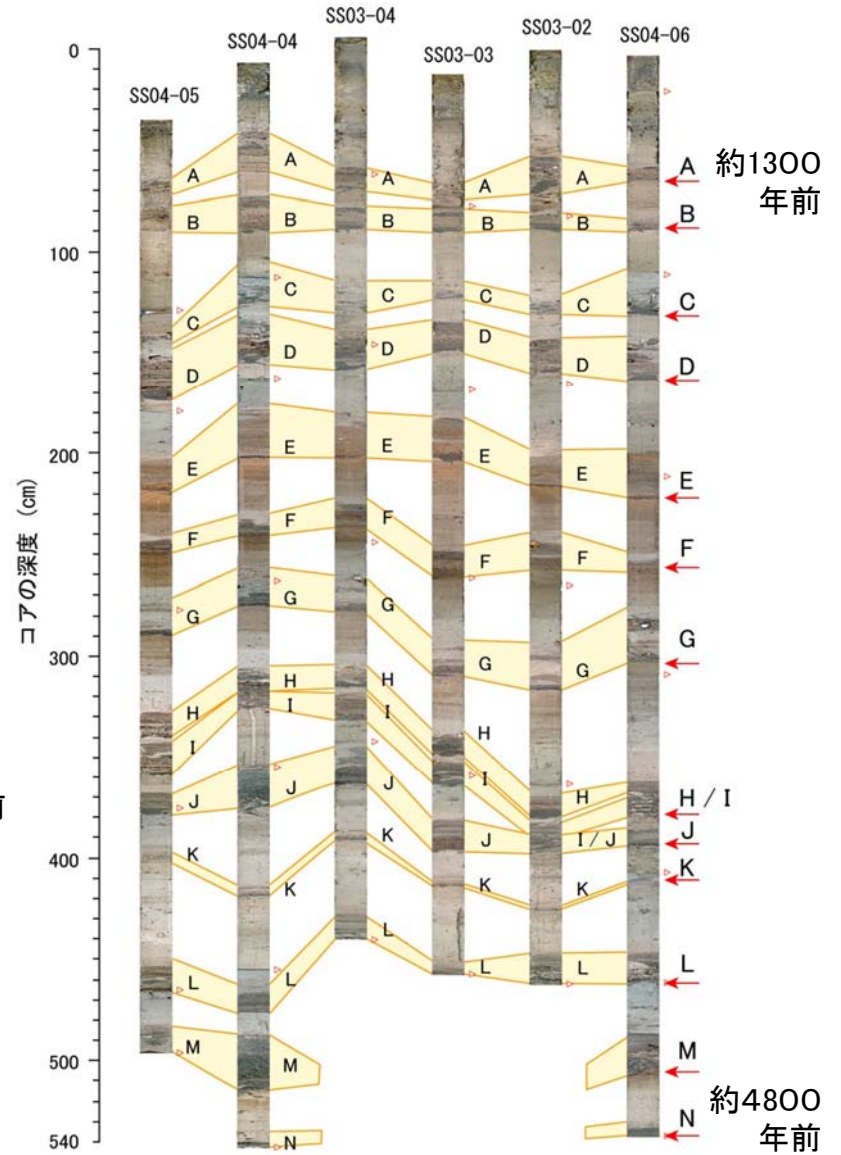 SS04-05
SS04-04
SS03-04
SS03-03
SS03-02
SS04-06
コアの深度 (cm)
0
100
200
300
400
500
540
A
B
C
D
E
F
G
H
I
J
K
L
A
B
C
D
E
F
G
H
I
J
K
L
M
A
B
C
D
E
F
G
H
I
J
K
L
M
N
A
B
C
D
E
F
G
H
I
J
K
L
A
B
C
D
E
F
G
H
I/J
K
L
A
B
C
D
E
F
G
H/I
J
K
L
M
N
約1300
年前
約4800
年前
前